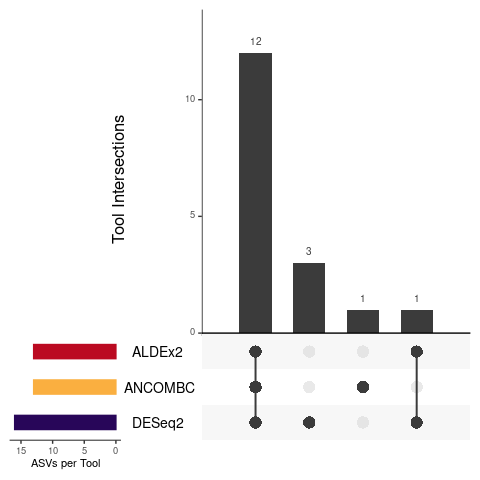 12
10
Tool Intersections
5
3
1 1
0
ALDEx2
ANCOMBC
DESeq2
15 10 5 0
ASVs per Tool